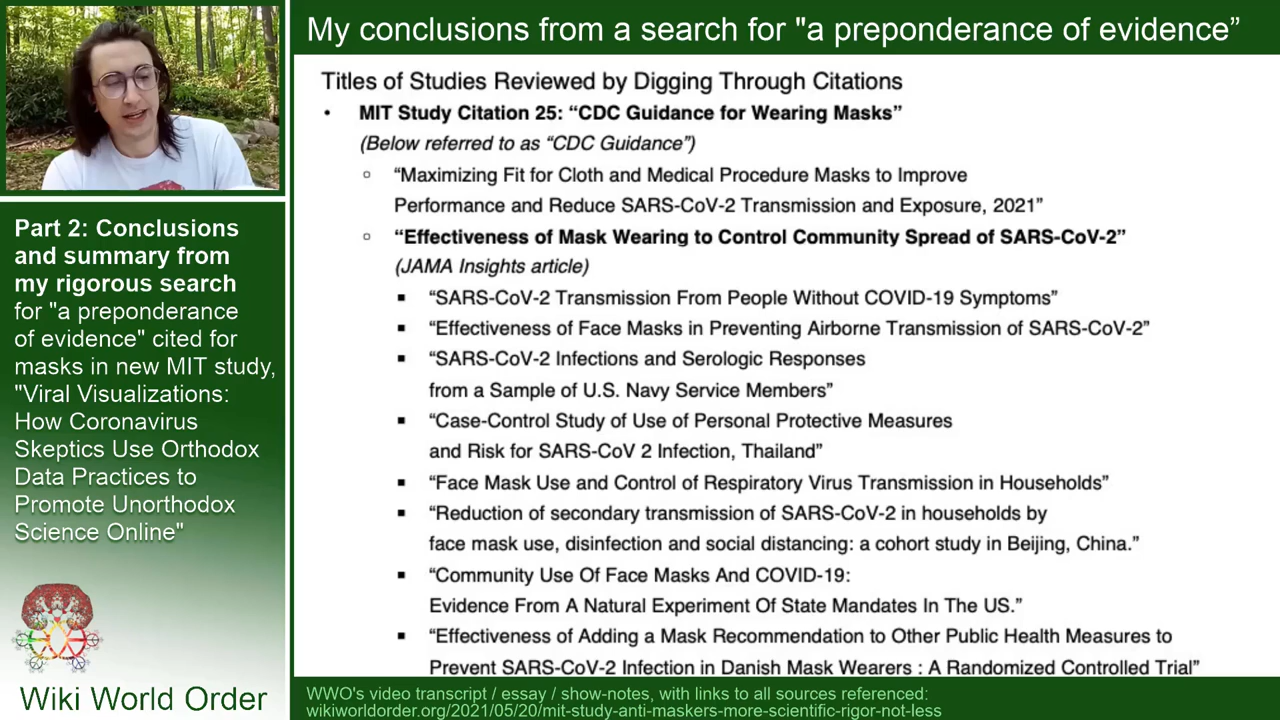 My conclusions from a search for "a preponderance of evidence”
Titles of Studies Reviewed by Digging Through Citations
• MIT Study Citation 25: “CDC Guidance for Wearing Masks”
(Below referred to as “CDC Guidance”)
“Maximizing Fit for Cloth and Medical Procedure Masks to Improve
Performance and Reduce SARS-CoV-2 Transmission and Exposure, 2021”
“Effectiveness of Mask Wearing to Control Community Spread of SARS-CoV-2”
(JAMA Insights article)
“SARS-CoV-2 Transmission From People Without COVID-19 Symptoms”
“Effectiveness of Face Masks in Preventing Airborne Transmission of SARS-CoV-2”
“SARS-CoV-2 Infections and Serologic Responses
from a Sample of U.S. Navy Service Members”
“Case-Control Study of Use of Personal Protective Measures
and Risk for SARS-CoV 2 Infection, Thailand”
“Face Mask Use and Control of Respiratory Virus Transmission in Households”
“Reduction of secondary transmission of SARS-CoV-2 in households by
face mask use, disinfection and social distancing: a cohort study in Beijing, China.”
“Community Use Of Face Masks And COVID-19:
Evidence From A Natural Experiment Of State Mandates In The US.”
“Effectiveness of Adding a Mask Recommendation to Other Public Health Measures to
Prevent SARS-CoV-2 Infection in Danish Mask Wearers : A Randomized Controlled Trial”
Part 2: Conclusions
and summary from
my rigorous search
for "a preponderance
of evidence" cited for
masks in new MIT study,
"Viral Visualizations:
How Coronavirus
Skeptics Use Orthodox
Data Practices to
Promote Unorthodox
Science Online"
Wiki World Order
WWO's video transcript / essay / show-notes, with links to all sources referenced:
wikiworldorder.org/2021/05/20/mit-study-anti-maskers-more-scientific-rigor-not-less